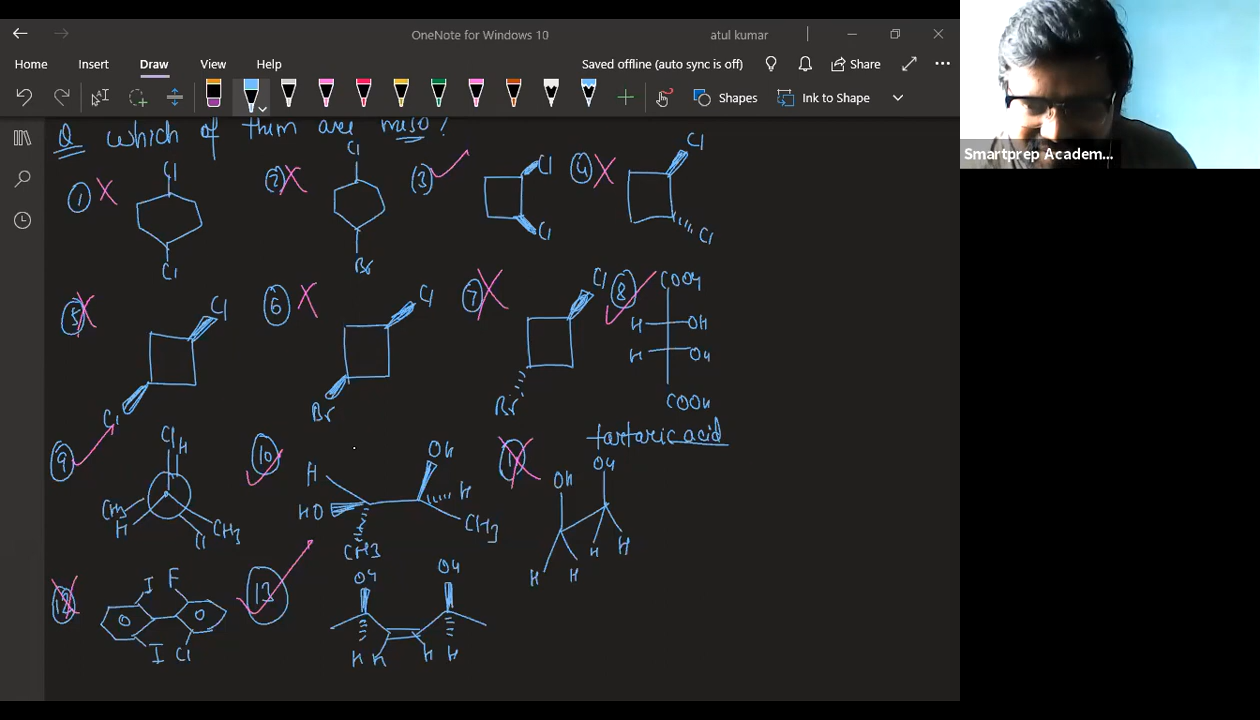 OneNote for Windows 10
atul kumar
Home Insert Draw View Help
Saved offline (auto sync is off)
Share
Shapes
Ink to Shape
Smartprep Academ...
Q which of thim are miso?
1 Cl Cl
2 Cl Br
3 Cl Cl
4 Cl Cl
5 Cl Cl
6 Cl Br
7 Cl Br
8 COOH
H OH
H OH
COOH
tartaric acid
9 Cl H
CH3 H Cl CH3
10 H OH
HO H
CH3 CH3
11 OH OH
H H H H
12 I F
I Cl
13 OH OH
H H H H